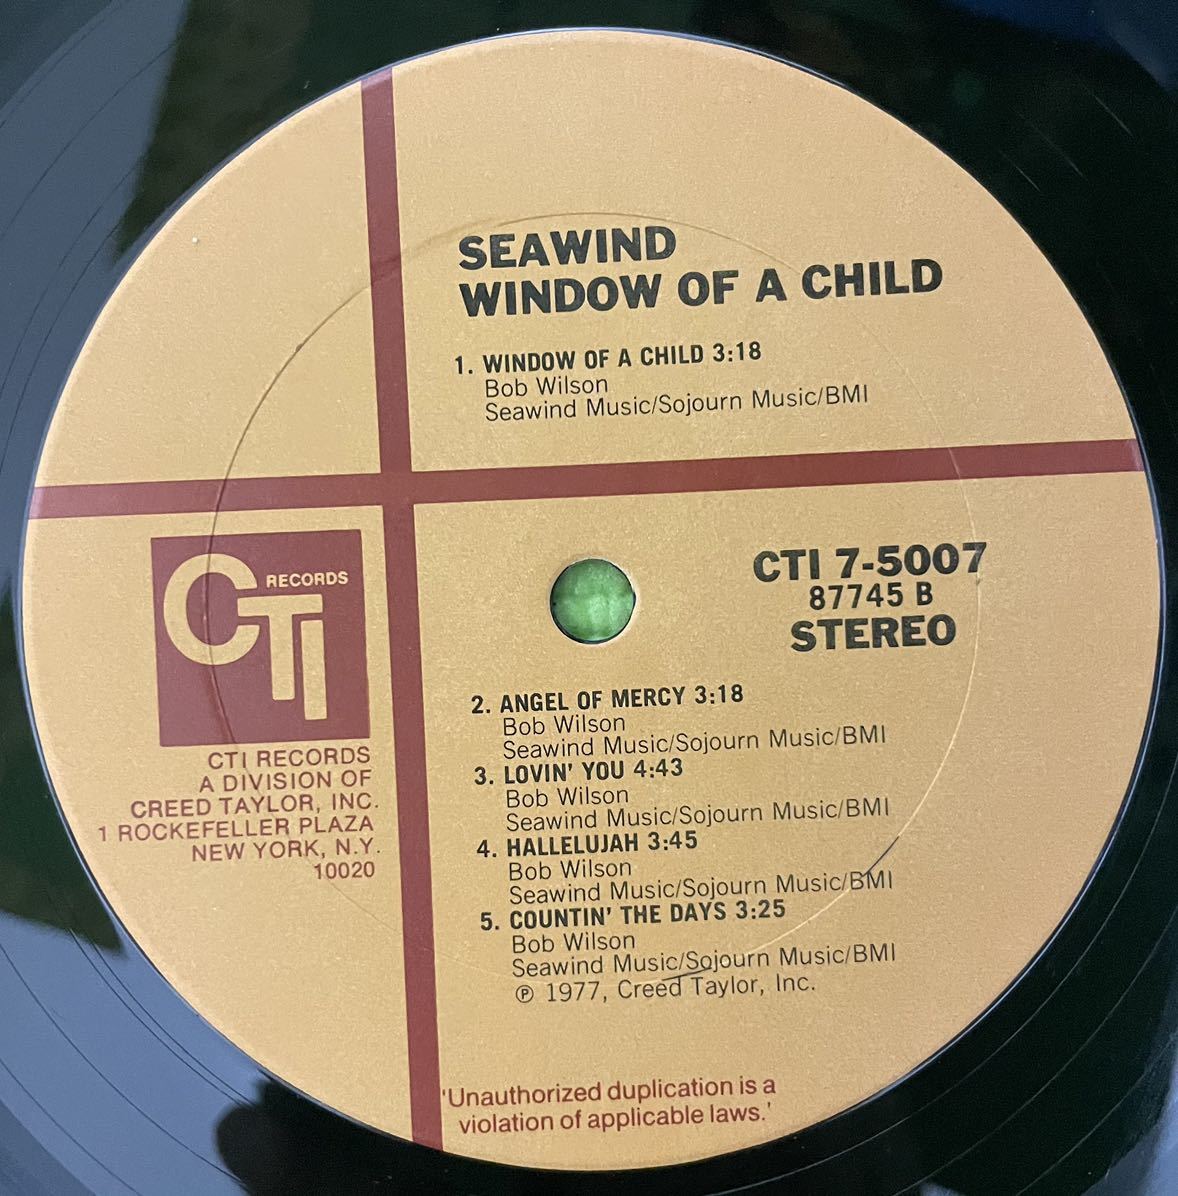 SEAWIND
WINDOW OF A CHILD
1. WINDOW OF A CHILD 3:18
Bob Wilson
Seawind Music/Sojourn Music/BMI
CTI RECORDS
CTI RECORDS
A DIVISION OF
CREED TAYLOR, INC.
1 ROCKEFELLER PLAZA
NEW YORK, N.Y.
10020
CTI 7-5007
87745 B
STEREO
2. ANGEL OF MERCY 3:18
Bob Wilson
Seawind Music/Sojourn Music/BMI
3. LOVIN' YOU 4:43
Bob Wilson
Seawind Music/Sojourn Music/BMI
4. HALLELUJAH 3:45
Bob Wilson
Seawind Music/Sojourn Music/BMI
5. COUNTIN' THE DAYS 3:25
Bob Wilson
Seawind Music/Sojourn Music/BMI
℗ 1977, Creed Taylor, Inc.
'Unauthorized duplication is a
violation of applicable laws.'